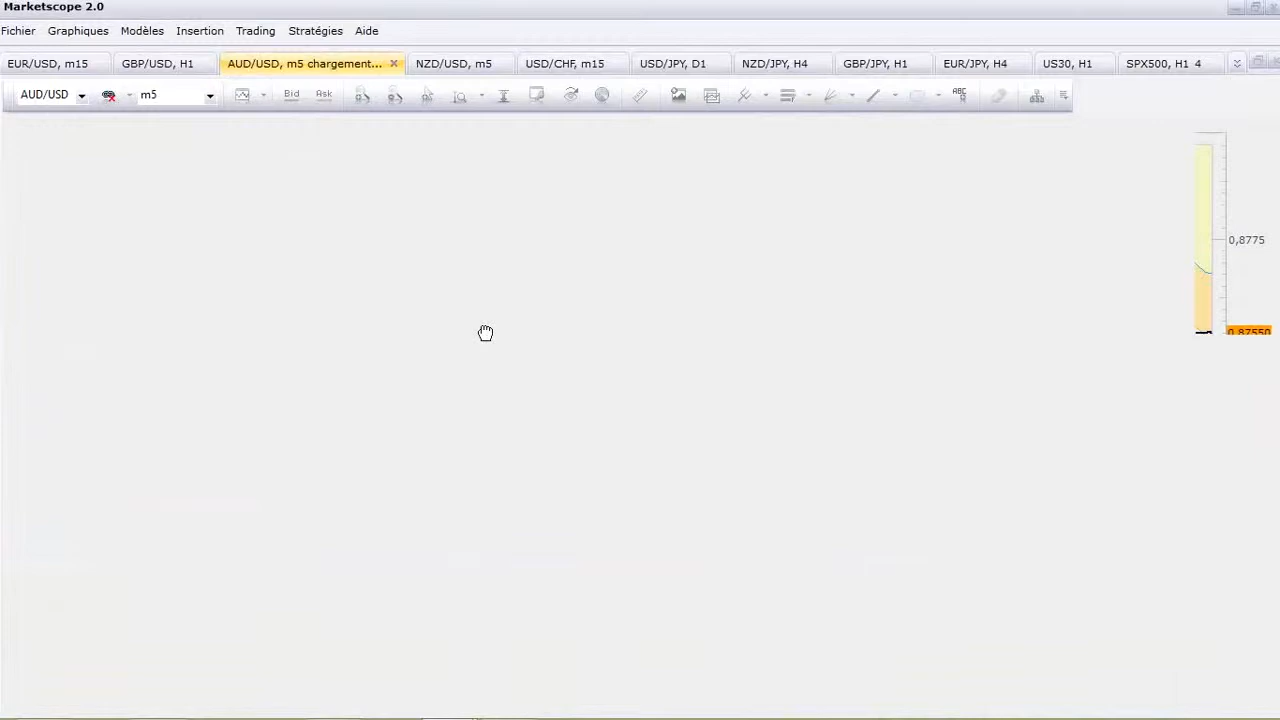 Marketscope 2.0
Fichier Graphiques Modèles Insertion Trading Stratégies Aide
EUR/USD, m15 GBP/USD, H1 AUD/USD, m5 chargement... NZD/USD, m5 USD/CHF, m15 USD/JPY, D1 NZD/JPY, H4 GBP/JPY, H1 EUR/JPY, H4 US30, H1 SPX500, H1 4
AUD/USD m5 Bid Ask ABC
0,8775
0,87550